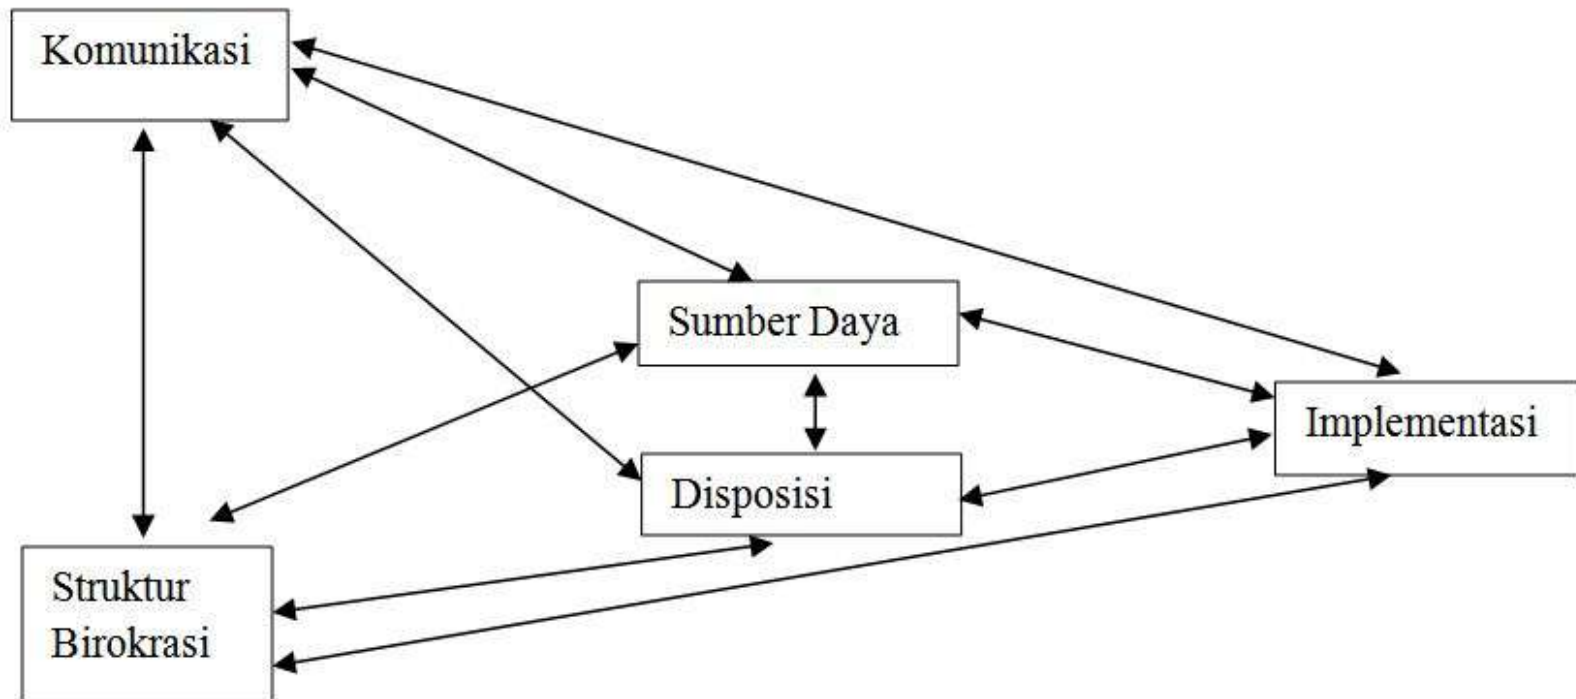 Komunikasi
Sumber Daya
Implementasi
Disposisi
Struktur
Birokrasi